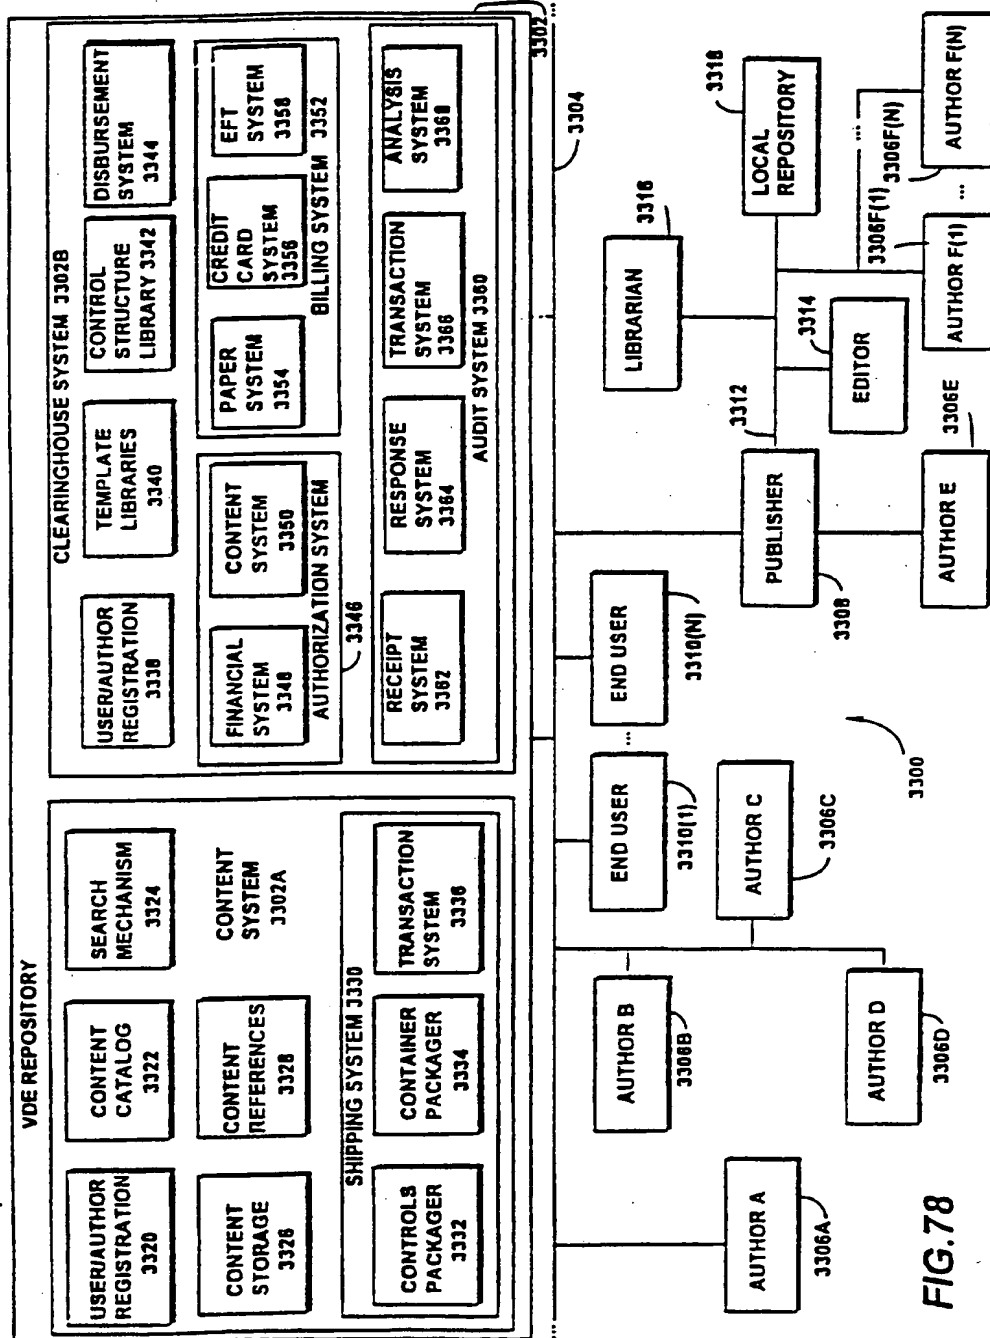 VDE REPOSITORY
3302
USER/AUTHOR
REGISTRATION
3320
CONTENT
CATALOG
3322
SEARCH
MECHANISM
3324
CONTENT
STORAGE
3326
CONTENT
REFERENCES
3328
CONTENT
SYSTEM
3302A
SHIPPING SYSTEM 3330
CONTROLS
PACKAGER
3332
CONTAINER
PACKAGER
3334
TRANSACTION
SYSTEM
3336
CLEARINGHOUSE SYSTEM 3302B
USER/AUTHOR
REGISTRATION
3338
TEMPLATE
LIBRARIES
3340
CONTROL
STRUCTURE
LIBRARY 3342
DISBURSEMENT
SYSTEM
3344
FINANCIAL
SYSTEM
3348
CONTENT
SYSTEM
3350
AUTHORIZATION SYSTEM
3346
PAPER
SYSTEM
3354
CREDIT
CARD
SYSTEM
3356
EFT
SYSTEM
3358
BILLING SYSTEM 3352
RECEIPT
SYSTEM
3362
RESPONSE
SYSTEM
3364
TRANSACTION
SYSTEM
3366
ANALYSIS
SYSTEM
3368
AUDIT SYSTEM 3360
...
...
3304
AUTHOR A
3306A
AUTHOR B
3306B
AUTHOR C
3306C
AUTHOR D
3306D
END USER
3310(1)
...
END USER
3310(N)
PUBLISHER
3308
3312
AUTHOR E
3306E
EDITOR
3314
LIBRARIAN
3316
LOCAL
REPOSITORY
3318
...
3306F(1)
3306F(N)
AUTHOR F(1)
...
AUTHOR F(N)
3300
FIG.78